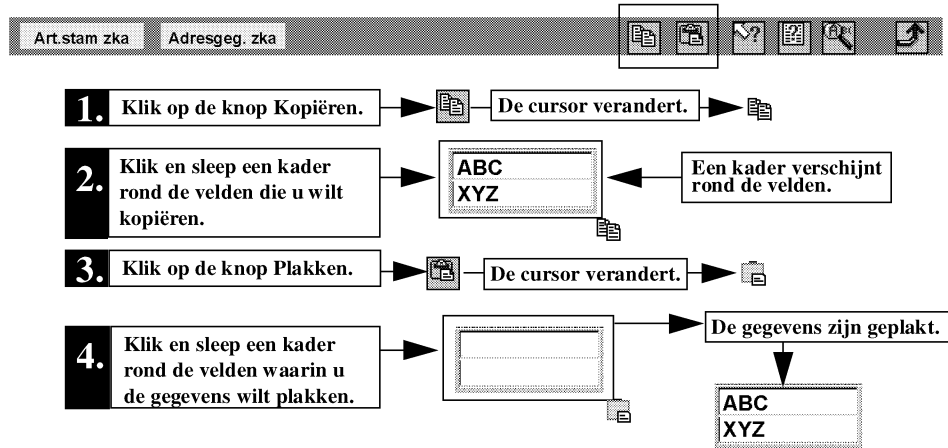 Art.stam zka Adresgeg. zka
1. Klik op de knop Kopiëren. De cursor verandert.
2. Klik en sleep een kader
rond de velden die u wilt
kopiëren.
ABC
XYZ
Een kader verschijnt
rond de velden.
3. Klik op de knop Plakken. De cursor verandert.
4. Klik en sleep een kader
rond de velden waarin u
de gegevens wilt plakken.
De gegevens zijn geplakt.
ABC
XYZ